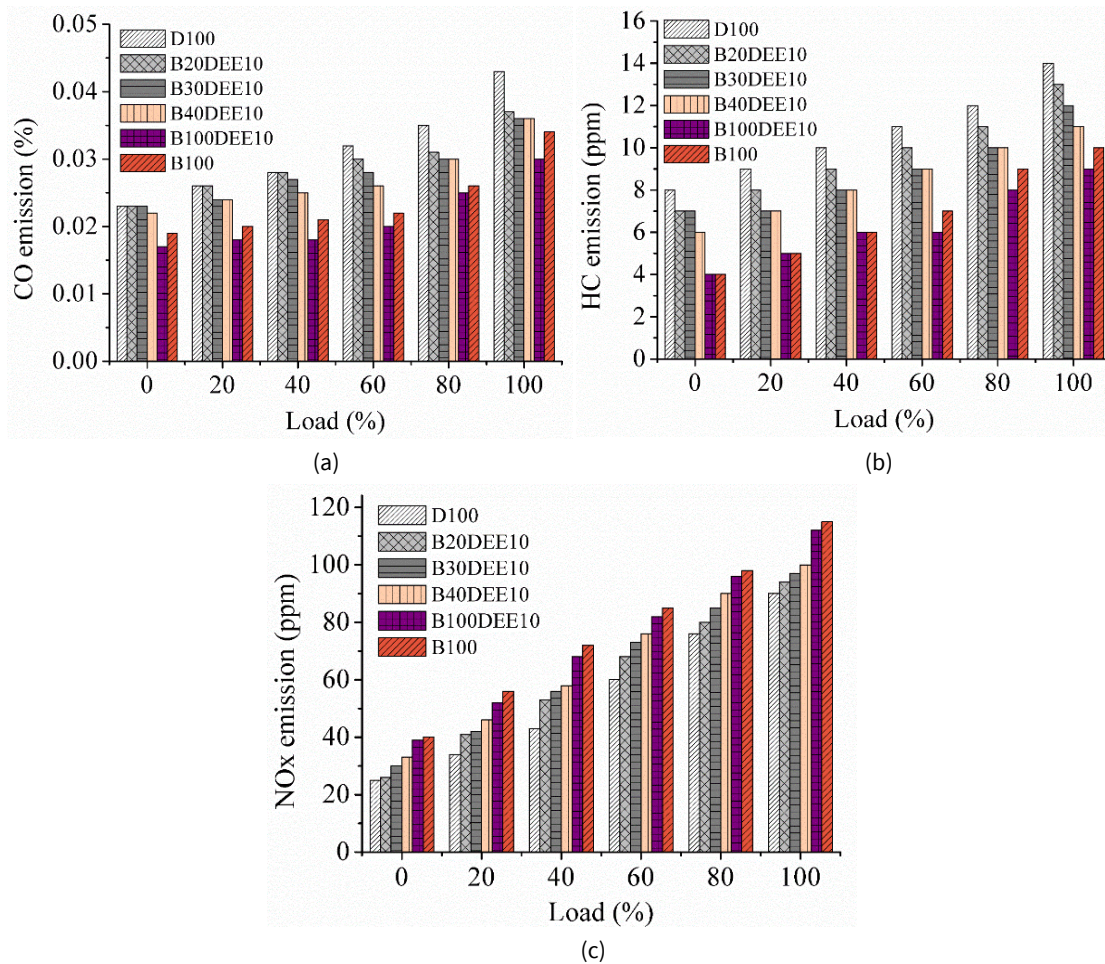 0.05
0.04
0.03
0.02
0.01
0.00
CO emission (%)
D100
B20DEE10
B30DEE10
B40DEE10
B100DEE10
B100
0 20 40 60 80 100
Load (%)
(a)
16
14
12
10
8
6
4
2
0
HC emission (ppm)
D100
B20DEE10
B30DEE10
B40DEE10
B100DEE10
B100
0 20 40 60 80 100
Load (%)
(b)
120
100
80
60
40
20
0
NOx emission (ppm)
D100
B20DEE10
B30DEE10
B40DEE10
B100DEE10
B100
0 20 40 60 80 100
Load (%)
(c)